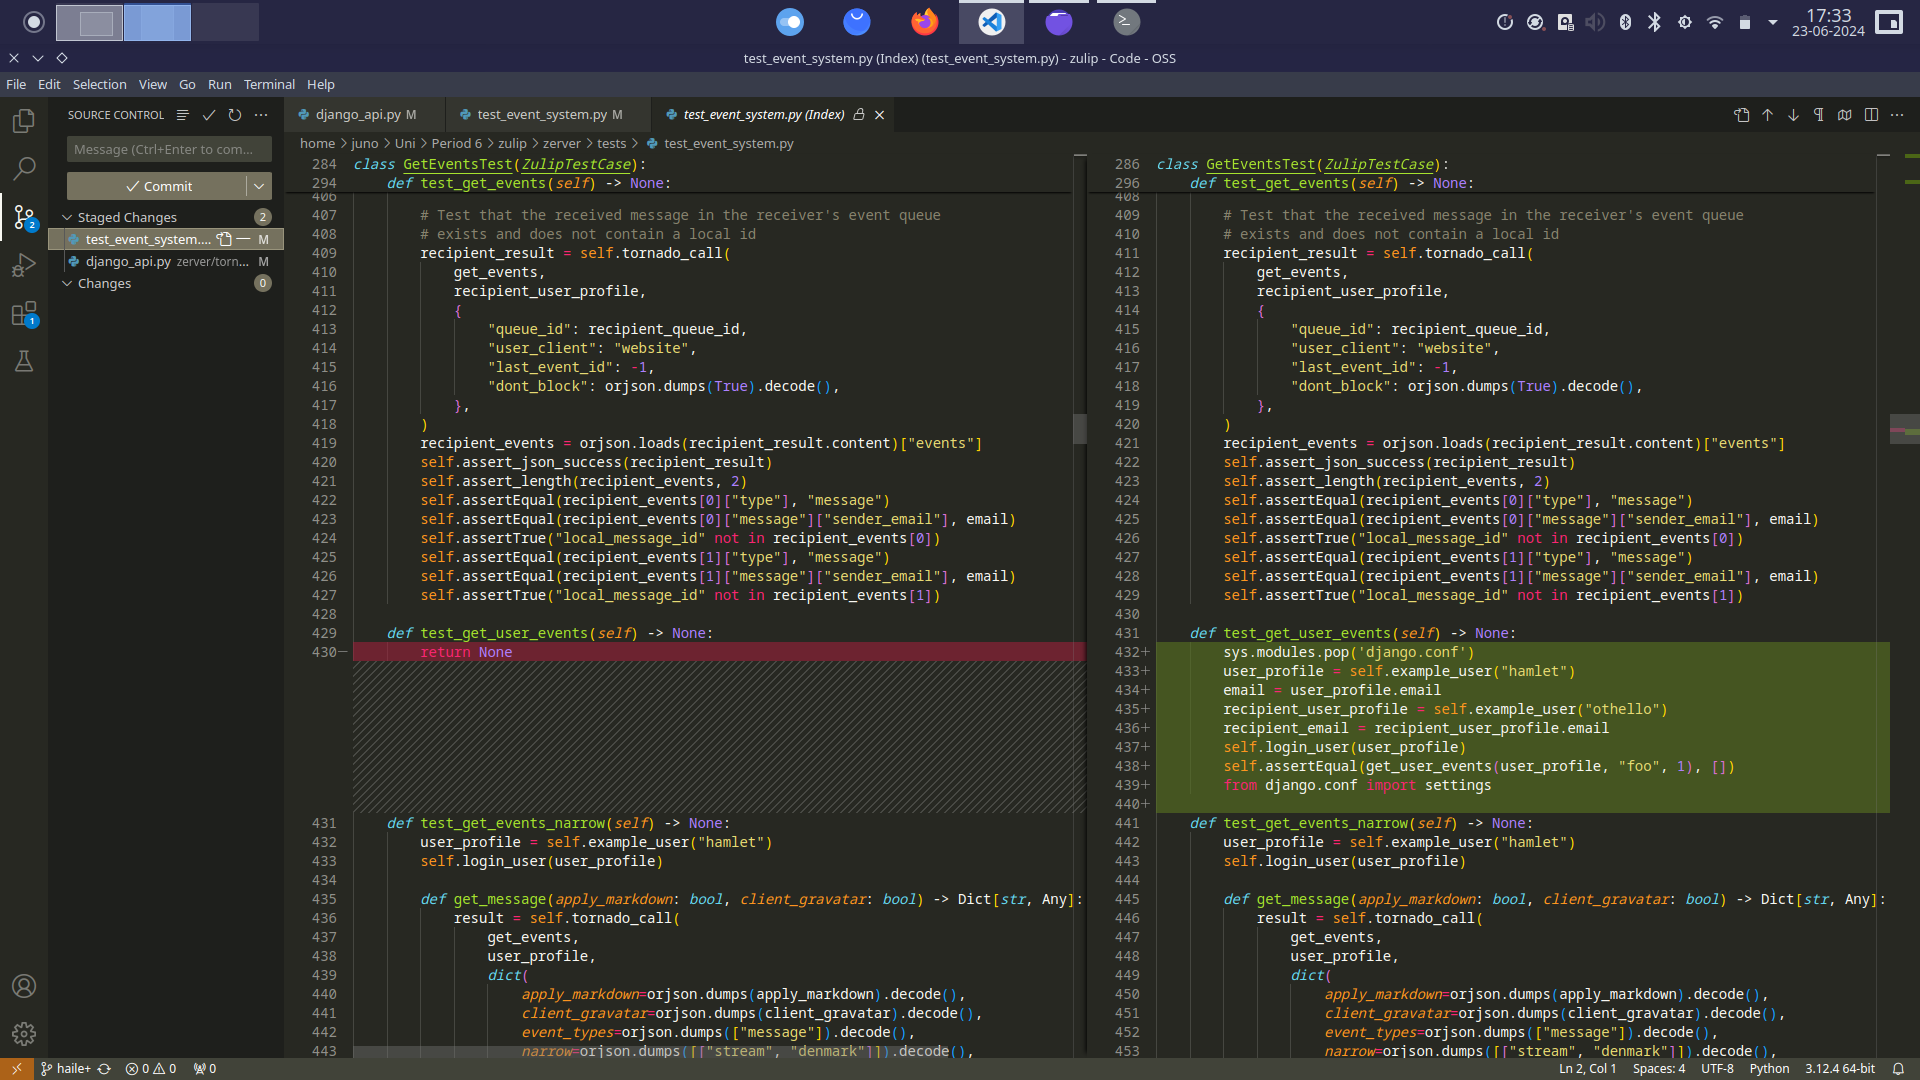 17:33
23-06-2024
test_event_system.py (Index) (test_event_system.py) - zulip - Code - OSS
File Edit Selection View Go Run Terminal Help
SOURCE CONTROL
Message (Ctrl+Enter to com...
Commit
Staged Changes 2
test_event_system.... M
django_api.py zerver/torn... M
Changes 0
2
1
django_api.py M
test_event_system.py M
test_event_system.py (Index)
home > juno > Uni > Period 6 > zulip > zerver > tests > test_event_system.py
284 class GetEventsTest(ZulipTestCase):
294 def test_get_events(self) -> None:
406
407 # Test that the received message in the receiver's event queue
408 # exists and does not contain a local id
409 recipient_result = self.tornado_call(
410 get_events,
411 recipient_user_profile,
412 {
413 "queue_id": recipient_queue_id,
414 "user_client": "website",
415 "last_event_id": -1,
416 "dont_block": orjson.dumps(True).decode(),
417 },
418 )
419 recipient_events = orjson.loads(recipient_result.content)["events"]
420 self.assert_json_success(recipient_result)
421 self.assert_length(recipient_events, 2)
422 self.assertEqual(recipient_events[0]["type"], "message")
423 self.assertEqual(recipient_events[0]["message"]["sender_email"], email)
424 self.assertTrue("local_message_id" not in recipient_events[0])
425 self.assertEqual(recipient_events[1]["type"], "message")
426 self.assertEqual(recipient_events[1]["message"]["sender_email"], email)
427 self.assertTrue("local_message_id" not in recipient_events[1])
428
429 def test_get_user_events(self) -> None:
430− return None
431 def test_get_events_narrow(self) -> None:
432 user_profile = self.example_user("hamlet")
433 self.login_user(user_profile)
434
435 def get_message(apply_markdown: bool, client_gravatar: bool) -> Dict[str, Any]:
436 result = self.tornado_call(
437 get_events,
438 user_profile,
439 dict(
440 apply_markdown=orjson.dumps(apply_markdown).decode(),
441 client_gravatar=orjson.dumps(client_gravatar).decode(),
442 event_types=orjson.dumps(["message"]).decode(),
443 narrow=orjson.dumps([["stream", "denmark"]]).decode(),
286 class GetEventsTest(ZulipTestCase):
296 def test_get_events(self) -> None:
408
409 # Test that the received message in the receiver's event queue
410 # exists and does not contain a local id
411 recipient_result = self.tornado_call(
412 get_events,
413 recipient_user_profile,
414 {
415 "queue_id": recipient_queue_id,
416 "user_client": "website",
417 "last_event_id": -1,
418 "dont_block": orjson.dumps(True).decode(),
419 },
420 )
421 recipient_events = orjson.loads(recipient_result.content)["events"]
422 self.assert_json_success(recipient_result)
423 self.assert_length(recipient_events, 2)
424 self.assertEqual(recipient_events[0]["type"], "message")
425 self.assertEqual(recipient_events[0]["message"]["sender_email"], email)
426 self.assertTrue("local_message_id" not in recipient_events[0])
427 self.assertEqual(recipient_events[1]["type"], "message")
428 self.assertEqual(recipient_events[1]["message"]["sender_email"], email)
429 self.assertTrue("local_message_id" not in recipient_events[1])
430
431 def test_get_user_events(self) -> None:
432+ sys.modules.pop('django.conf')
433+ user_profile = self.example_user("hamlet")
434+ email = user_profile.email
435+ recipient_user_profile = self.example_user("othello")
436+ recipient_email = recipient_user_profile.email
437+ self.login_user(user_profile)
438+ self.assertEqual(get_user_events(user_profile, "foo", 1), [])
439+ from django.conf import settings
440+
441 def test_get_events_narrow(self) -> None:
442 user_profile = self.example_user("hamlet")
443 self.login_user(user_profile)
444
445 def get_message(apply_markdown: bool, client_gravatar: bool) -> Dict[str, Any]:
446 result = self.tornado_call(
447 get_events,
448 user_profile,
449 dict(
450 apply_markdown=orjson.dumps(apply_markdown).decode(),
451 client_gravatar=orjson.dumps(client_gravatar).decode(),
452 event_types=orjson.dumps(["message"]).decode(),
453 narrow=orjson.dumps([["stream", "denmark"]]).decode(),
haile+ 0 0 0 Ln 2, Col 1 Spaces: 4 UTF-8 Python 3.12.4 64-bit